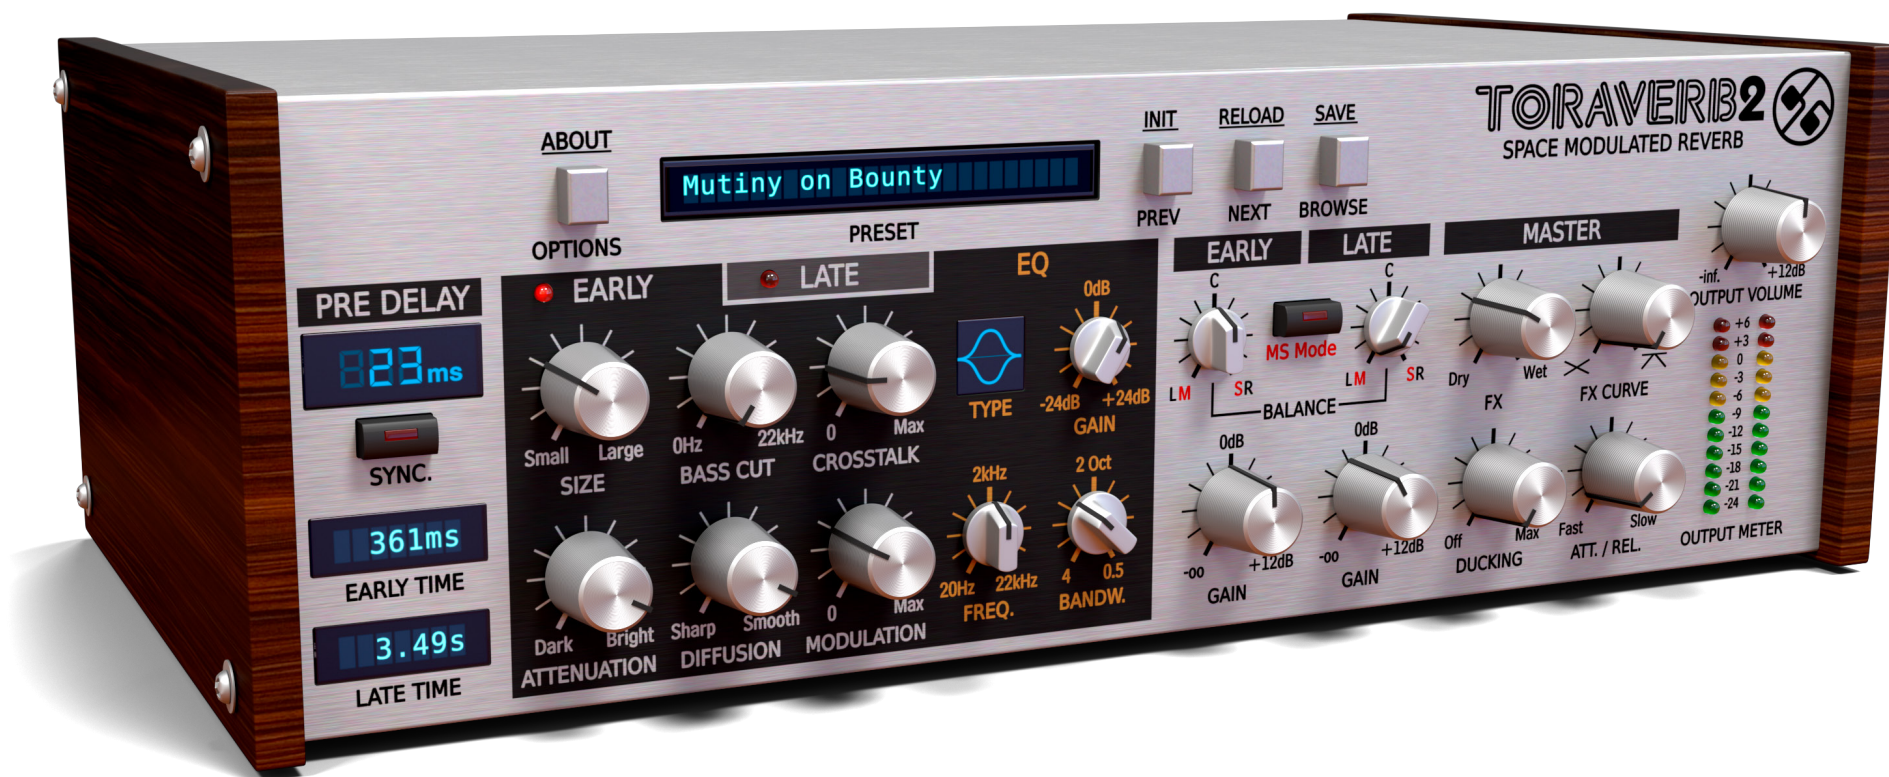 TORAVERB2
SPACE MODULATED REVERB
ABOUT
OPTIONS
Mutiny on Bounty
PRESET
INIT
PREV
RELOAD
NEXT
SAVE
BROWSE
PRE DELAY
23 ms
SYNC.
361ms
EARLY TIME
3.49s
LATE TIME
EARLY
LATE
Small Large
SIZE
0Hz 22kHz
BASS CUT
0 Max
CROSSTALK
Dark Bright
ATTENUATION
Sharp Smooth
DIFFUSION
0 Max
MODULATION
EQ
TYPE
0dB
-24dB +24dB
GAIN
2kHz
20Hz 22kHz
FREQ.
2 Oct
4 0.5
BANDW.
EARLY
LATE
C
L M S R
MS Mode
C
L M S R
BALANCE
0dB
-oo +12dB
GAIN
0dB
-oo +12dB
GAIN
MASTER
Dry Wet
FX
FX CURVE
Off Max
DUCKING
Fast Slow
ATT. / REL.
-inf. +12dB
OUTPUT VOLUME
+6
+3
0
-3
-6
-9
-12
-15
-18
-21
-24
OUTPUT METER